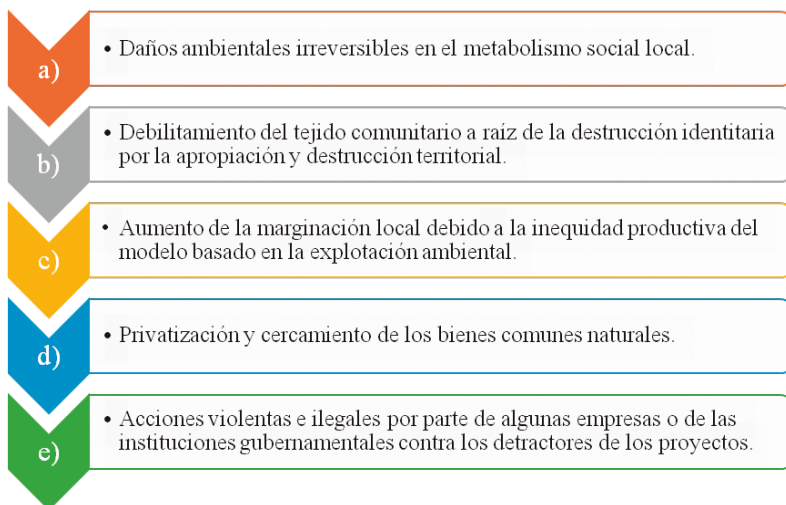 a)
• Daños ambientales irreversibles en el metabolismo social local.
b)
• Debilitamiento del tejido comunitario a raíz de la destrucción identitaria
por la apropiación y destrucción territorial.
c)
• Aumento de la marginación local debido a la inequidad productiva del
modelo basado en la explotación ambiental.
d)
• Privatización y cercamiento de los bienes comunes naturales.
e)
• Acciones violentas e ilegales por parte de algunas empresas o de las
instituciones gubernamentales contra los detractores de los proyectos.